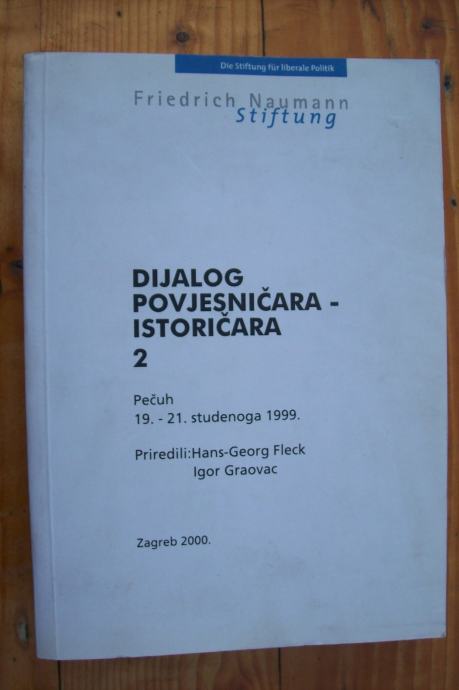 Die Stiftung für liberale Politik
Friedrich Naumann
Stiftung
DIJALOG
POVJESNIČARA -
ISTORIČARA
2
Pečuh
19. - 21. studenoga 1999.
Priredili:Hans-Georg Fleck
Igor Graovac
Zagreb 2000.